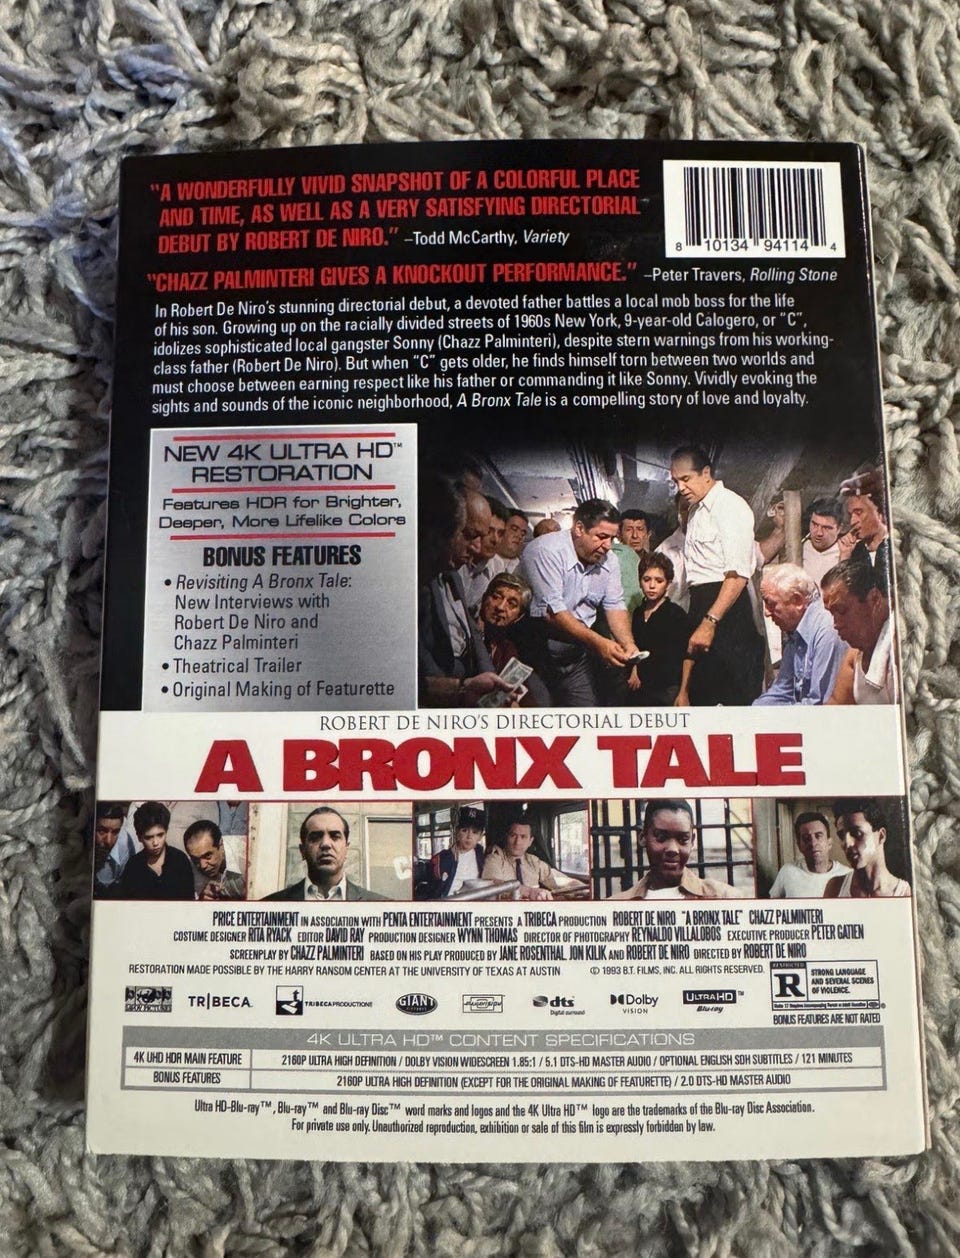 "A WONDERFULLY VIVID SNAPSHOT OF A COLORFUL PLACE
AND TIME, AS WELL AS A VERY SATISFYING DIRECTORIAL
DEBUT BY ROBERT DE NIRO." –Todd McCarthy, Variety
8 10134 94114 4
"CHAZZ PALMINTERI GIVES A KNOCKOUT PERFORMANCE." –Peter Travers, Rolling Stone
In Robert De Niro's stunning directorial debut, a devoted father battles a local mob boss for the life
of his son. Growing up on the racially divided streets of 1960s New York, 9-year-old Calogero, or "C",
idolizes sophisticated local gangster Sonny (Chazz Palminteri), despite stern warnings from his working-
class father (Robert De Niro). But when "C" gets older, he finds himself torn between two worlds and
must choose between earning respect like his father or commanding it like Sonny. Vividly evoking the
sights and sounds of the iconic neighborhood, A Bronx Tale is a compelling story of love and loyalty.
NEW 4K ULTRA HD™
RESTORATION
Features HDR for Brighter,
Deeper, More Lifelike Colors
BONUS FEATURES
• Revisiting A Bronx Tale:
New Interviews with
Robert De Niro and
Chazz Palminteri
• Theatrical Trailer
• Original Making of Featurette
ROBERT DE NIRO'S DIRECTORIAL DEBUT
A BRONX TALE
PRICE ENTERTAINMENT IN ASSOCIATION WITH PENTA ENTERTAINMENT PRESENTS A TRIBECA PRODUCTION ROBERT DE NIRO "A BRONX TALE" CHAZZ PALMINTERI
COSTUME DESIGNER RITA RYACK EDITOR DAVID RAY PRODUCTION DESIGNER WYNN THOMAS DIRECTOR OF PHOTOGRAPHY REYNALDO VILLALOBOS EXECUTIVE PRODUCER PETER GATIEN
SCREENPLAY BY CHAZZ PALMINTERI BASED ON HIS PLAY PRODUCED BY JANE ROSENTHAL JON KILIK AND ROBERT DE NIRO DIRECTED BY ROBERT DE NIRO
RESTORATION MADE POSSIBLE BY THE HARRY RANSOM CENTER AT THE UNIVERSITY OF TEXAS AT AUSTIN © 1993 B.T. FILMS, INC. ALL RIGHTS RESERVED.
RESTRICTED
R
STRONG LANGUAGE
AND SEVERAL SCENES
OF VIOLENCE.
TRIBECA. TRIBECAPRODUCTIONS GIANT PICTURES dts Digital surround Dolby VISION ULTRA HD™ Blu-ray
BONUS FEATURES ARE NOT RATED
4K ULTRA HD™ CONTENT SPECIFICATIONS
4K UHD HDR MAIN FEATURE 2160P ULTRA HIGH DEFINITION / DOLBY VISION WIDESCREEN 1.85:1 / 5.1 DTS-HD MASTER AUDIO / OPTIONAL ENGLISH SDH SUBTITLES / 121 MINUTES
BONUS FEATURES 2160P ULTRA HIGH DEFINITION (EXCEPT FOR THE ORIGINAL MAKING OF FEATURETTE) / 2.0 DTS-HD MASTER AUDIO
Ultra HD-Blu-ray™, Blu-ray™ and Blu-ray Disc™ word marks and logos and the 4K Ultra HD™ logo are the trademarks of the Blu-ray Disc Association.
For private use only. Unauthorized reproduction, exhibition or sale of this film is expressly forbidden by law.